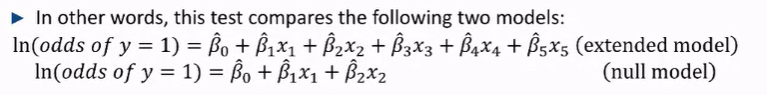 ► In other words, this test compares the following two models:
ln(odds of y = 1) = β̂₀ + β̂₁x₁ + β̂₂x₂ + β̂₃x₃ + β̂₄x₄ + β̂₅x₅ (extended model)
ln(odds of y = 1) = β̂₀ + β̂₁x₁ + β̂₂x₂ (null model)